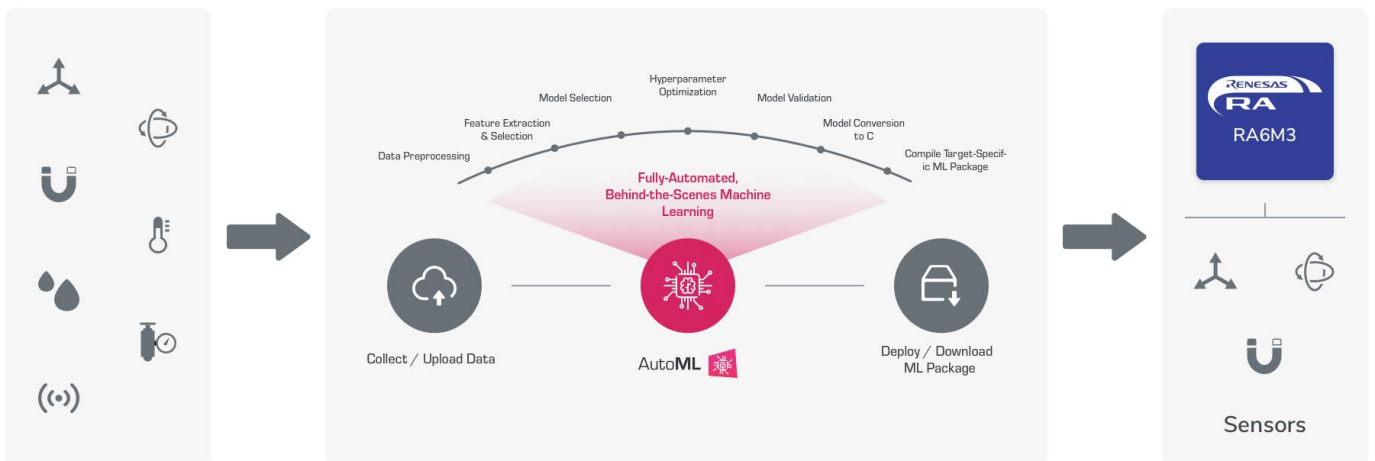 Hyperparameter
Optimization
Model Selection
Model Validation
Feature Extraction
& Selection
Model Conversion
to C
Data Preprocessing
Compile Target-Specif-
ic ML Package
Fully-Automated,
Behind-the-Scenes Machine
Learning
Collect / Upload Data
AutoML
Deploy / Download
ML Package
RENESAS
RA
RA6M3
Sensors